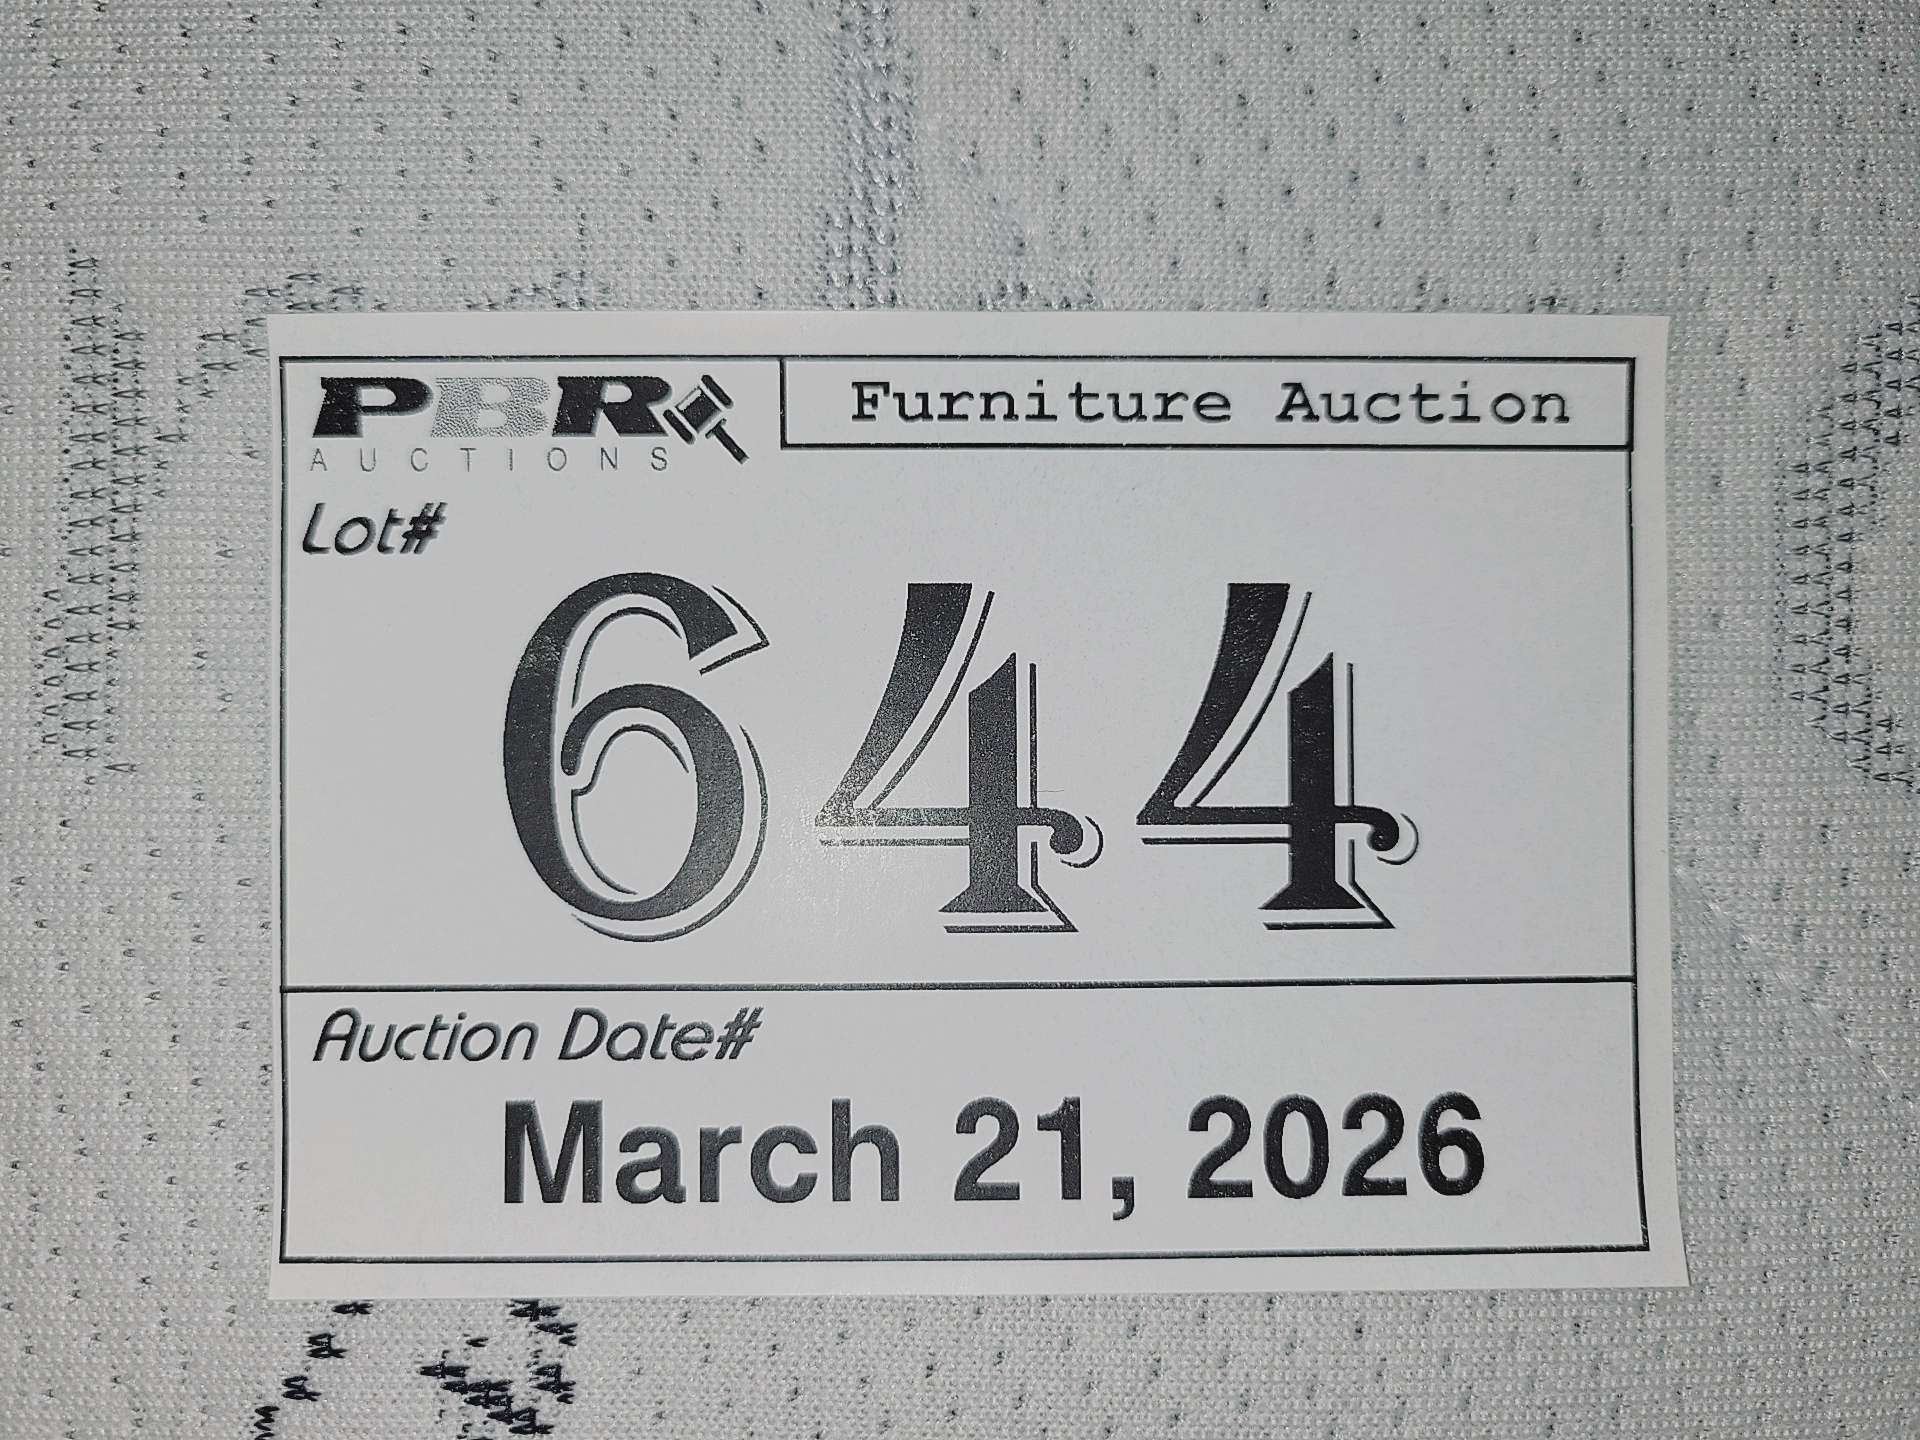 PBR
AUCTIONS
Furniture Auction
Lot#
644
Auction Date#
March 21, 2026